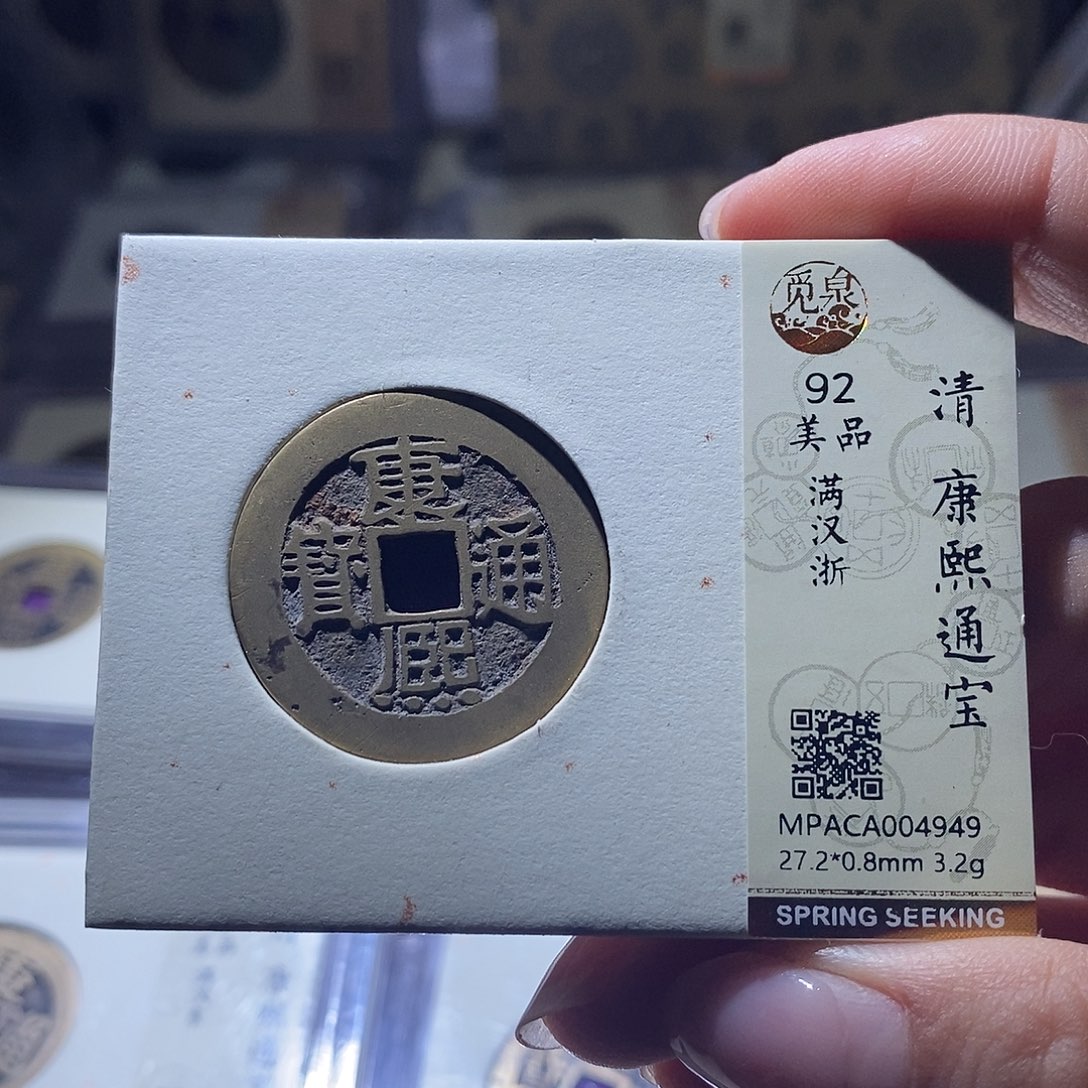 康熙通寳
觅泉
92
美品
满汉浙
清 康熙通宝
MPACA004949
27.2*0.8mm 3.2g
SPRING SEEKING